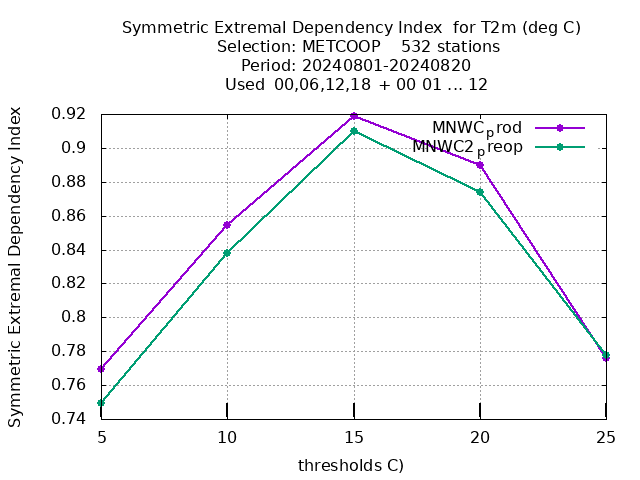 Symmetric Extremal Dependency Index  for T2m (deg C)
Selection: METCOOP    532 stations
Period: 20240801-20240820
Used  00,06,12,18 + 00 01 ... 12
Symmetric Extremal Dependency Index
0.92
0.9
0.88
0.86
0.84
0.82
0.8
0.78
0.76
0.74
MNWCprod
MNWC2preop
5 10 15 20 25
thresholds C)